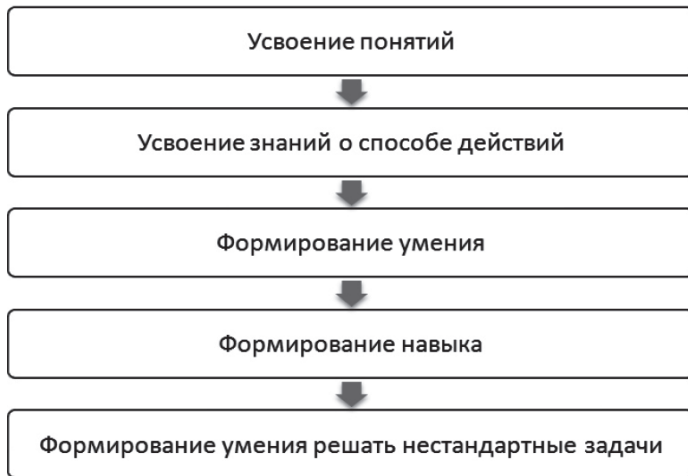 Усвоение понятий
Усвоение знаний о способе действий
Формирование умения
Формирование навыка
Формирование умения решать нестандартные задачи